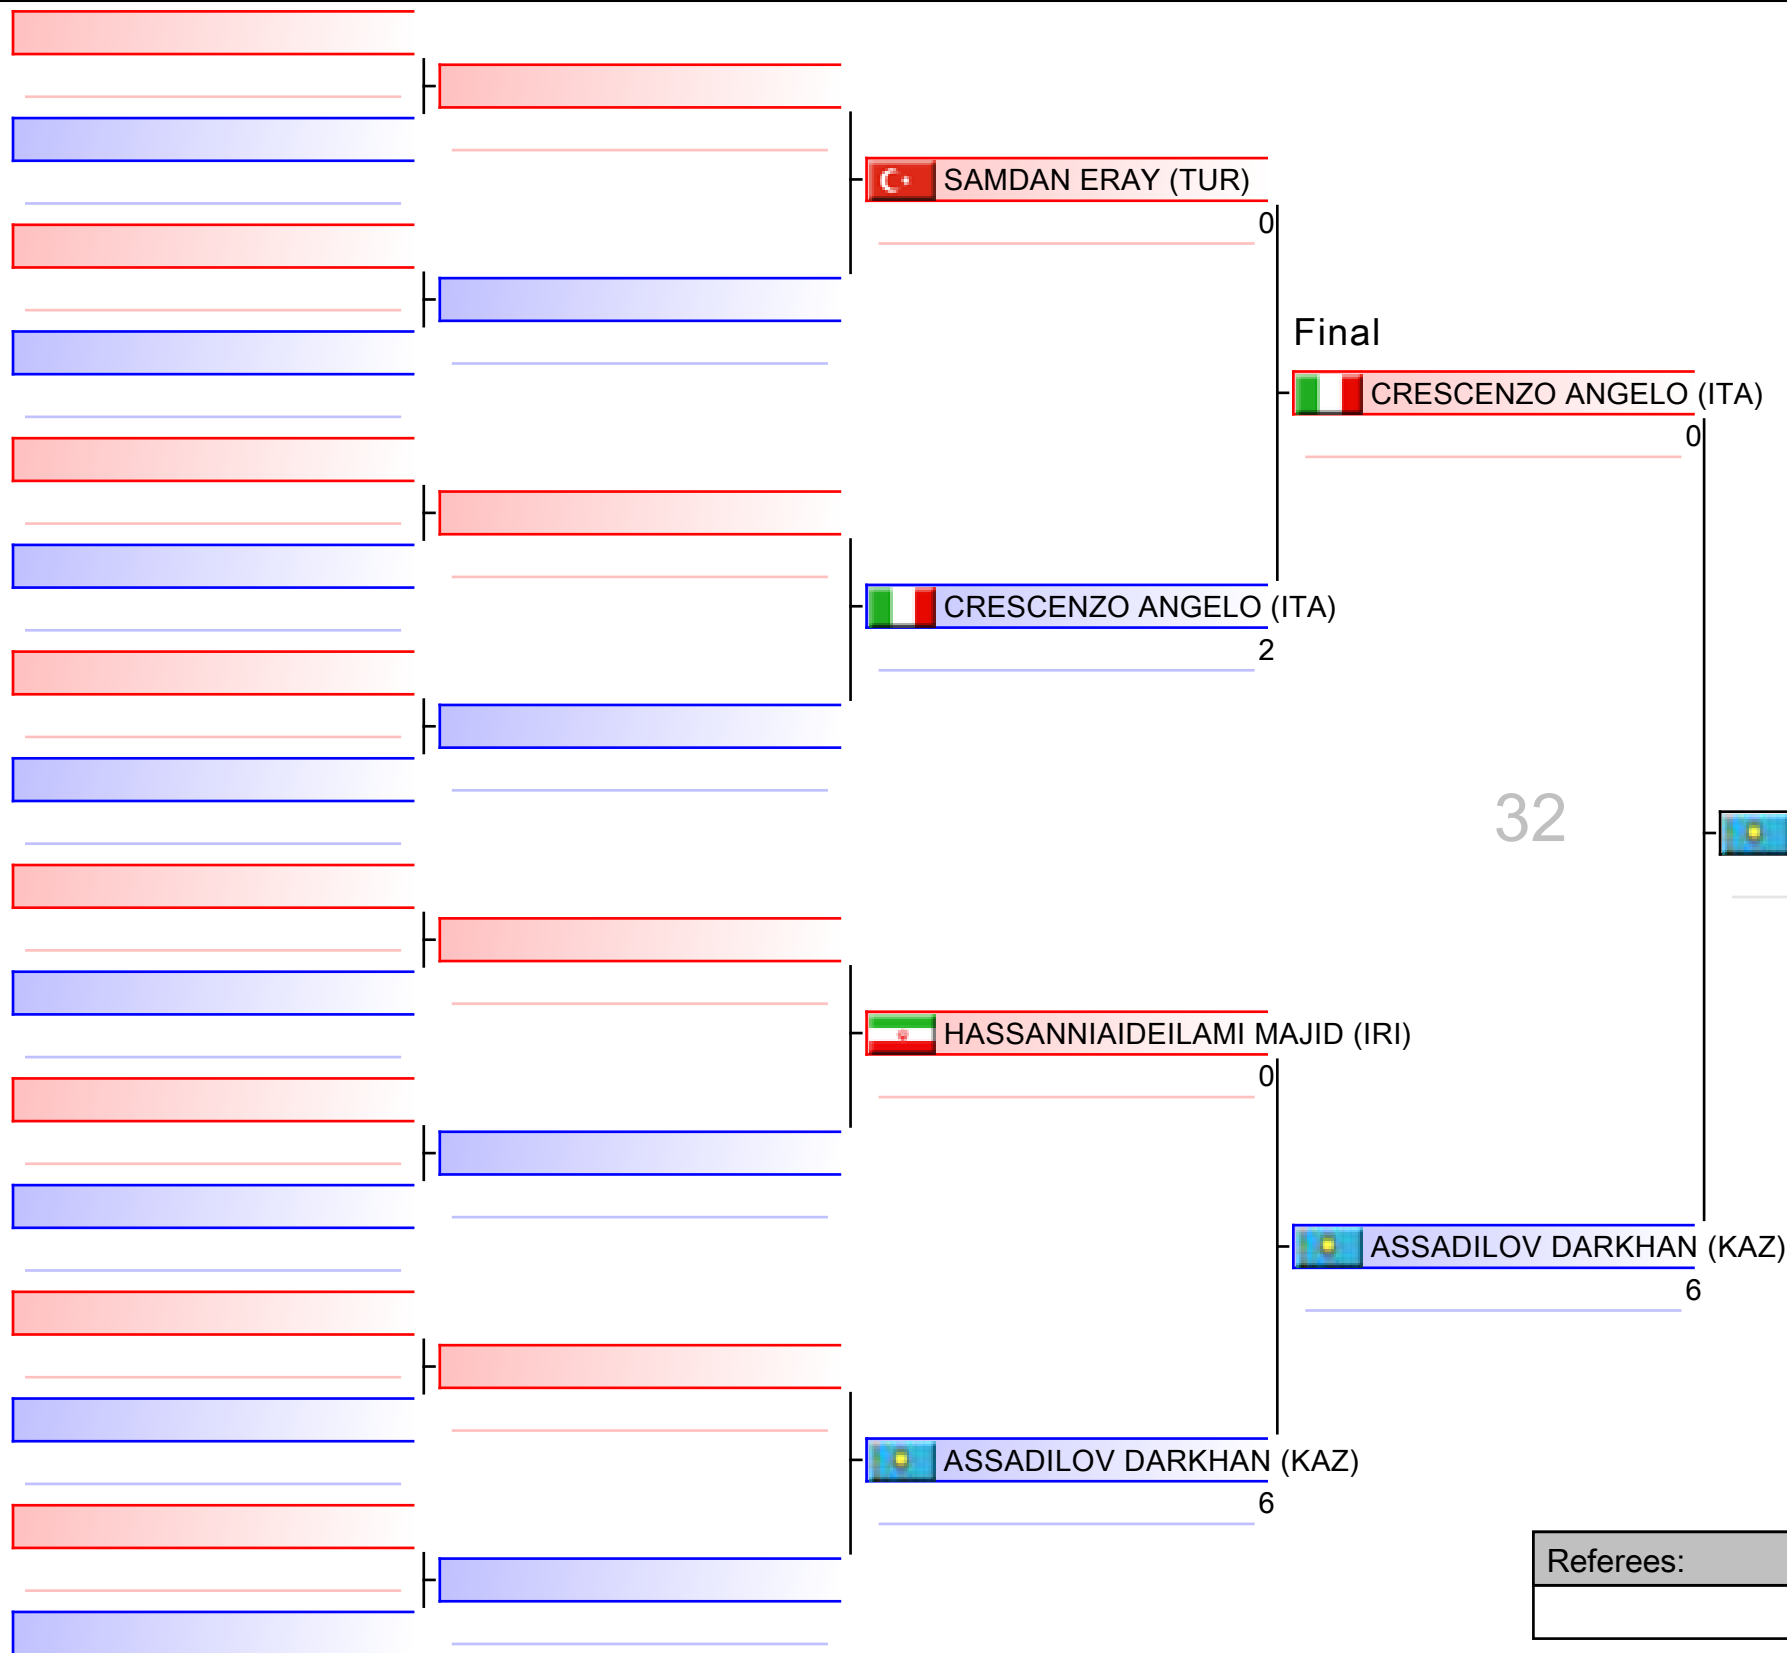 SAMDAN ERAY (TUR)
0
Final
CRESCENZO ANGELO (ITA)
0
CRESCENZO ANGELO (ITA)
2
32
HASSANNIAIDEILAMI MAJID (IRI)
0
ASSADILOV DARKHAN (KAZ)
6
ASSADILOV DARKHAN (KAZ)
6
Referees: